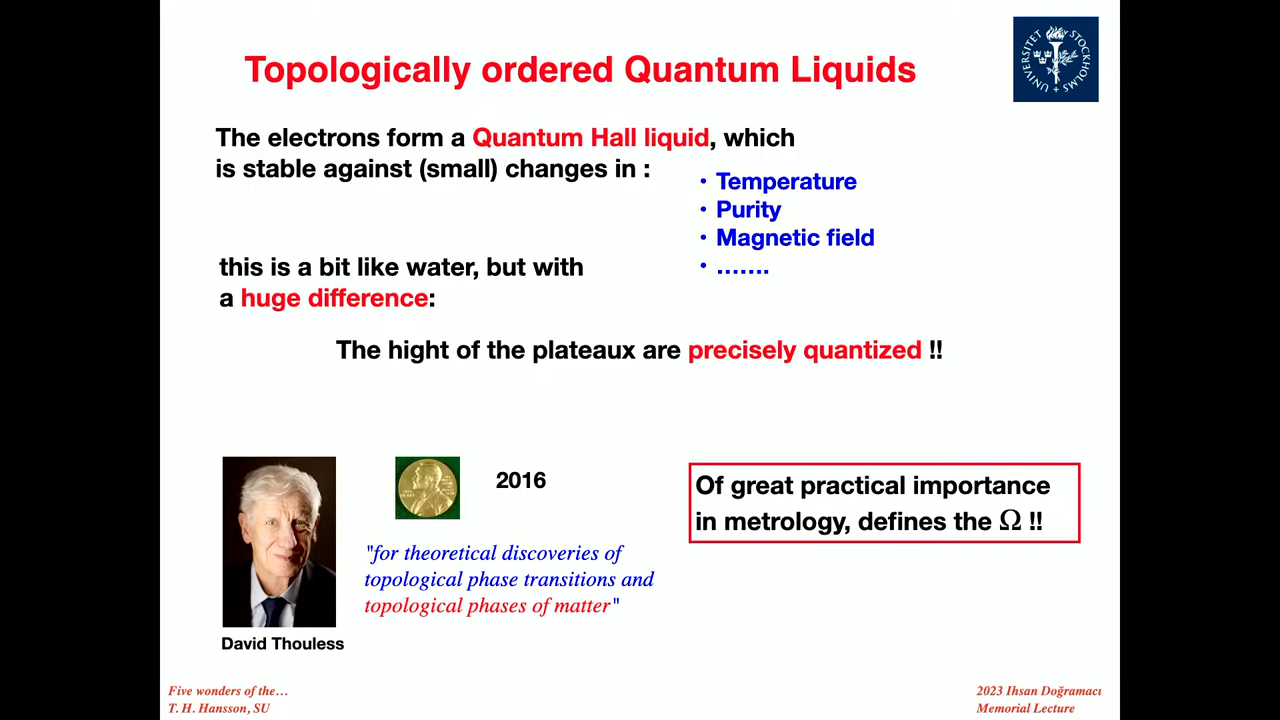 Topologically ordered Quantum Liquids
STOCKHOLMS UNIVERSITET
The electrons form a Quantum Hall liquid, which
is stable against (small) changes in :
• Temperature
• Purity
• Magnetic field
• .......
this is a bit like water, but with
a huge difference:
The hight of the plateaux are precisely quantized !!
2016
Of great practical importance
in metrology, defines the Ω !!
"for theoretical discoveries of
topological phase transitions and
topological phases of matter"
David Thouless
Five wonders of the…
T. H. Hansson, SU
2023 Ihsan Doğramacı
Memorial Lecture